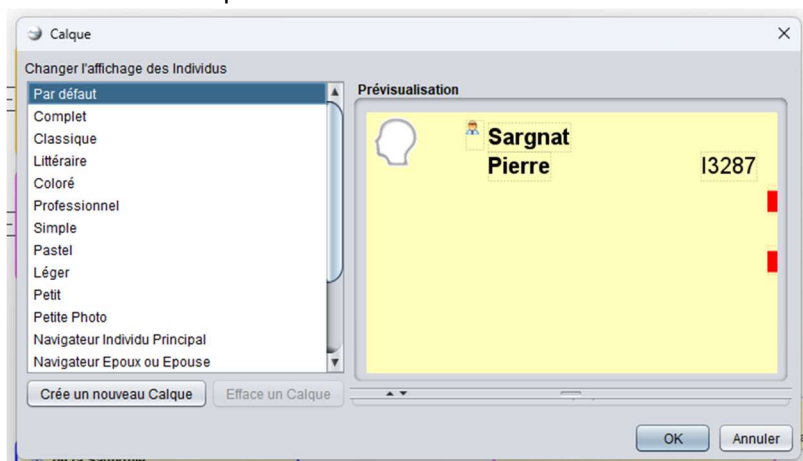 Calque
Changer l'affichage des Individus
Par défaut
Complet
Classique
Littéraire
Coloré
Professionnel
Simple
Pastel
Léger
Petit
Petite Photo
Navigateur Individu Principal
Navigateur Epoux ou Epouse
Crée un nouveau Calque
Efface un Calque
Prévisualisation
Sargnat
Pierre I3287
OK
Annuler